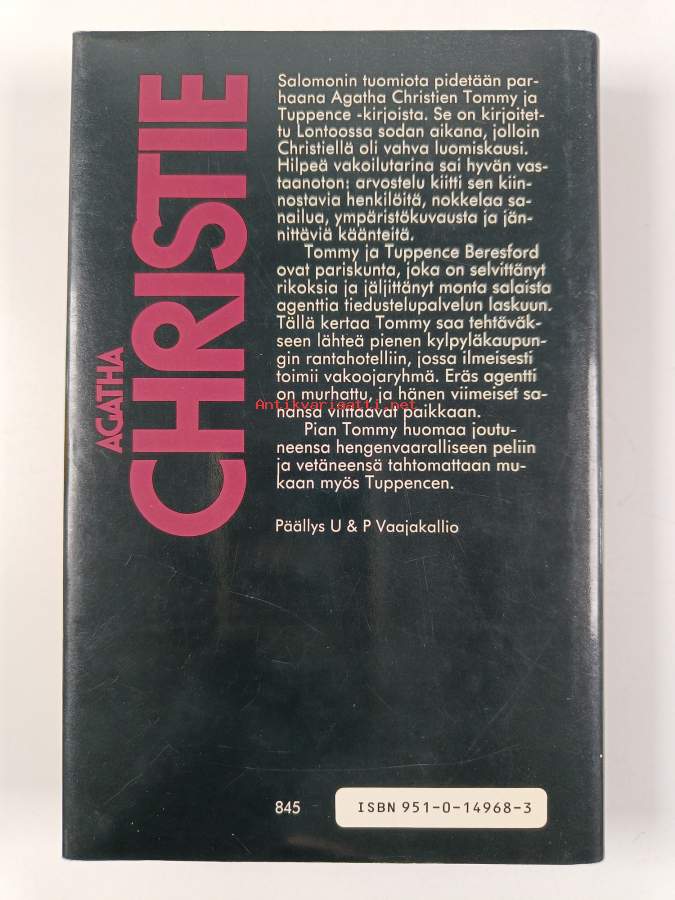 AGATHA
CHRISTIE
Salomonin tuomiota pidetään par-
haana Agatha Christien Tommy ja
Tuppence -kirjoista. Se on kirjoitet-
tu Lontoossa sodan aikana, jolloin
Christiellä oli vahva luomiskausi.
Hilpeä vakoilutarina sai hyvän vas-
taanoton: arvostelu kiitti sen kiin-
nostavia henkilöitä, nokkelaa sa-
nailua, ympäristökuvausta ja jän-
nittäviä käänteitä.
Tommy ja Tuppence Beresford
ovat pariskunta, joka on selvittänyt
rikoksia ja jäljittänyt monta salaista
agenttia tiedustelupalvelun laskuun.
Tällä kertaa Tommy saa tehtäväk-
seen lähteä pienen kylpyläkaupun-
gin rantahotelliin, jossa ilmeisesti
toimii vakoojaryhmä. Eräs agentti
on murhattu, ja hänen viimeiset sa-
Antikvariaatti.net
nansa viittaavat paikkaan.
Pian Tommy huomaa joutu-
neensa hengenvaaralliseen peliin
ja vetäneensä tahtomattaan mu-
kaan myös Tuppencen.
Päällys U & P Vaajakallio
845
ISBN 951-0-14968-3